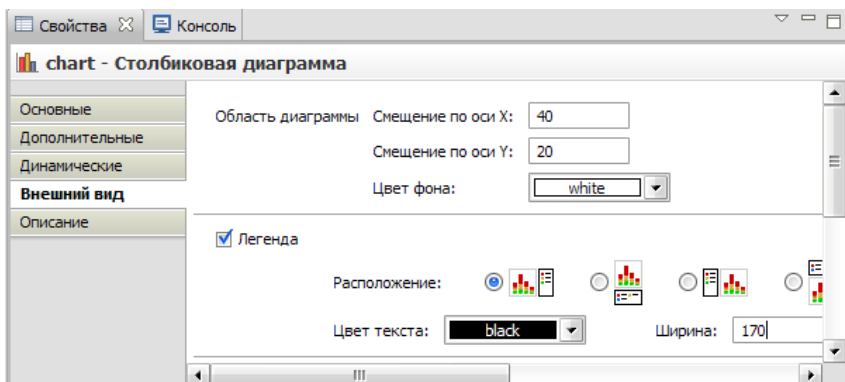 Свойства Консоль
chart - Столбиковая диаграмма
Основные
Дополнительные
Динамические
Внешний вид
Описание
Область диаграммы Смещение по оси X: 40
Смещение по оси Y: 20
Цвет фона: white
Легенда
Расположение:
Цвет текста: black Ширина: 170